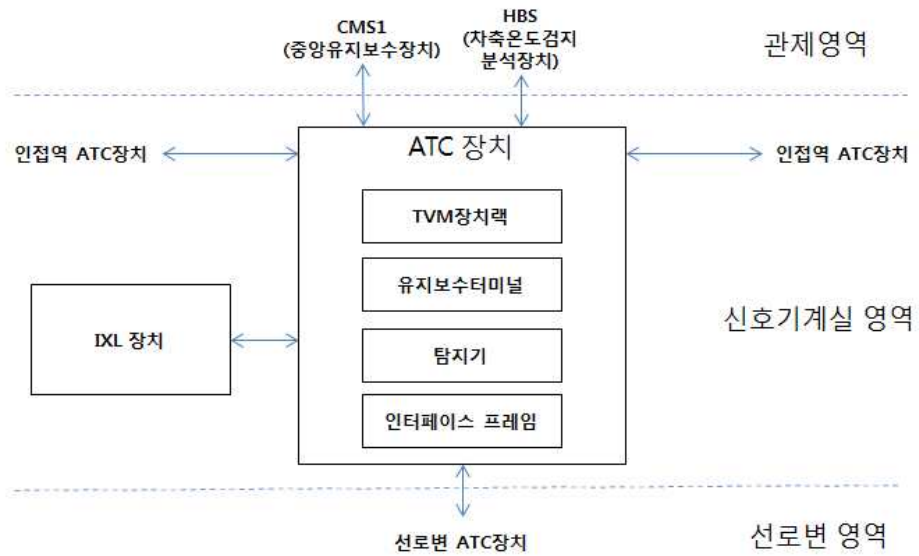 CMS1
(중앙유지보수장치)
HBS
(차축온도검지
분석장치)
관제영역
인접역 ATC장치
ATC 장치
인접역 ATC장치
TVM장치랙
유지보수터미널
IXL 장치
탐지기
신호기계실 영역
인터페이스 프레임
선로변 ATC장치
선로변 영역